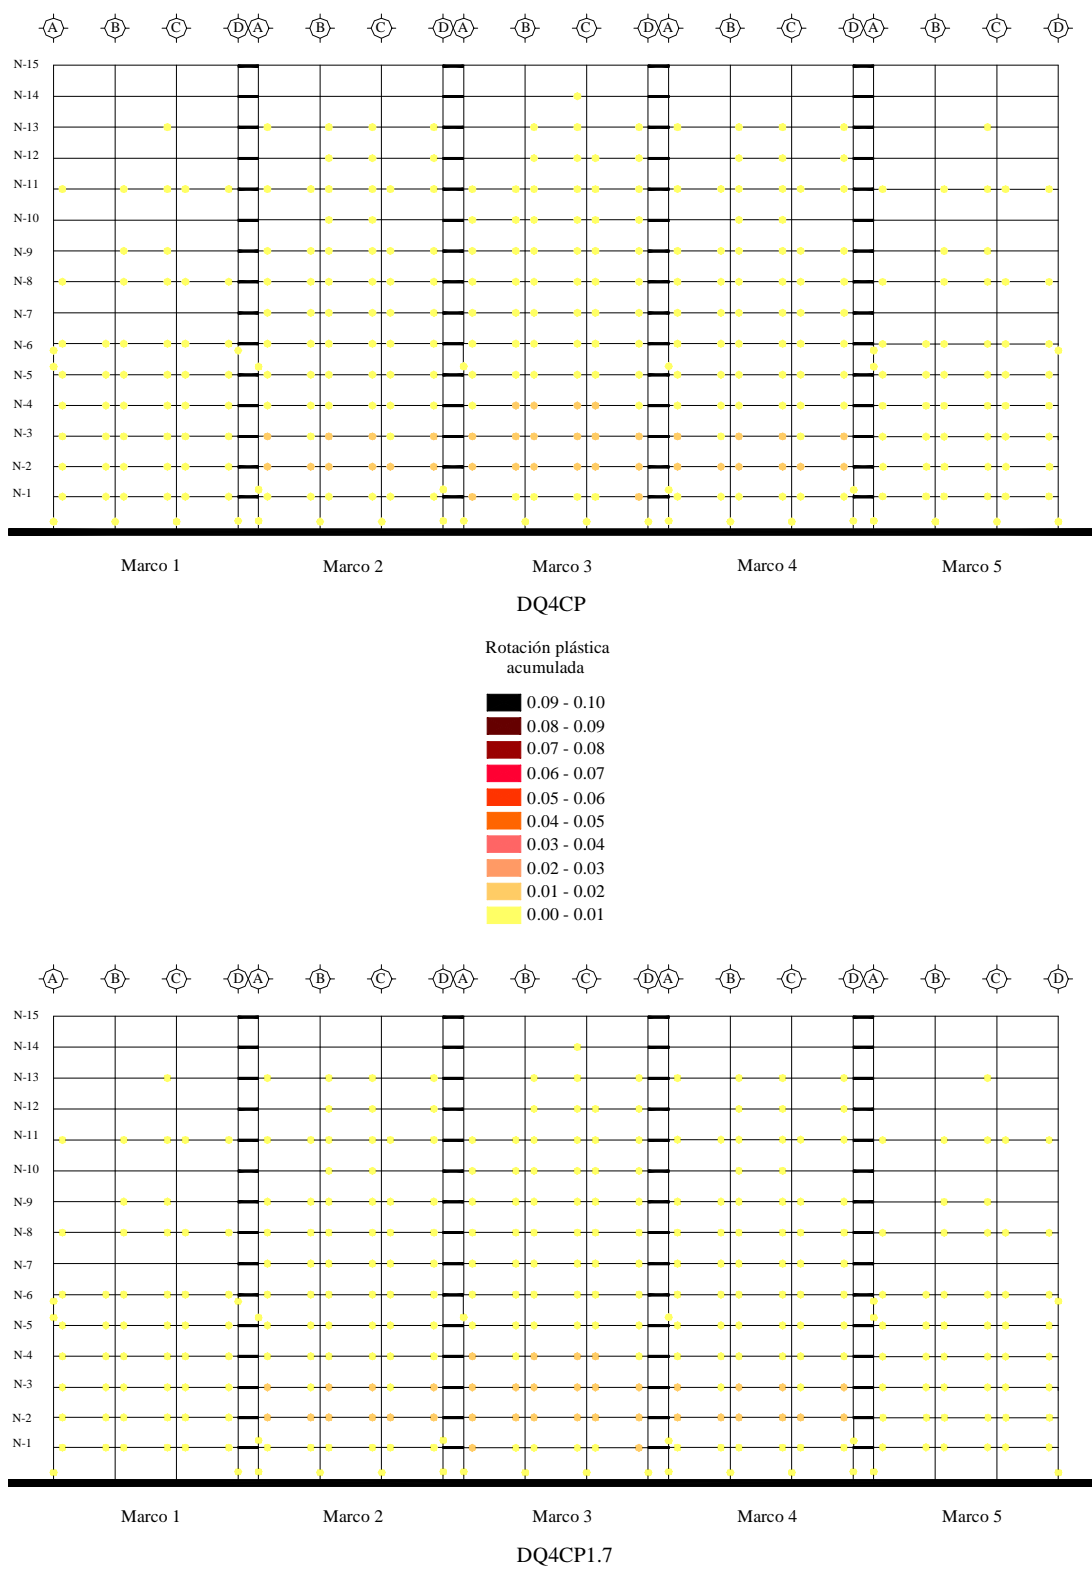 A B C D A B C D A B C D A B C D A B C D
N-15
N-14
N-13
N-12
N-11
N-10
N-9
N-8
N-7
N-6
N-5
N-4
N-3
N-2
N-1
Marco 1 Marco 2 Marco 3 Marco 4 Marco 5
DQ4CP
Rotación plástica
acumulada
0.09 - 0.10
0.08 - 0.09
0.07 - 0.08
0.06 - 0.07
0.05 - 0.06
0.04 - 0.05
0.03 - 0.04
0.02 - 0.03
0.01 - 0.02
0.00 - 0.01
A B C D A B C D A B C D A B C D A B C D
N-15
N-14
N-13
N-12
N-11
N-10
N-9
N-8
N-7
N-6
N-5
N-4
N-3
N-2
N-1
Marco 1 Marco 2 Marco 3 Marco 4 Marco 5
DQ4CP1.7